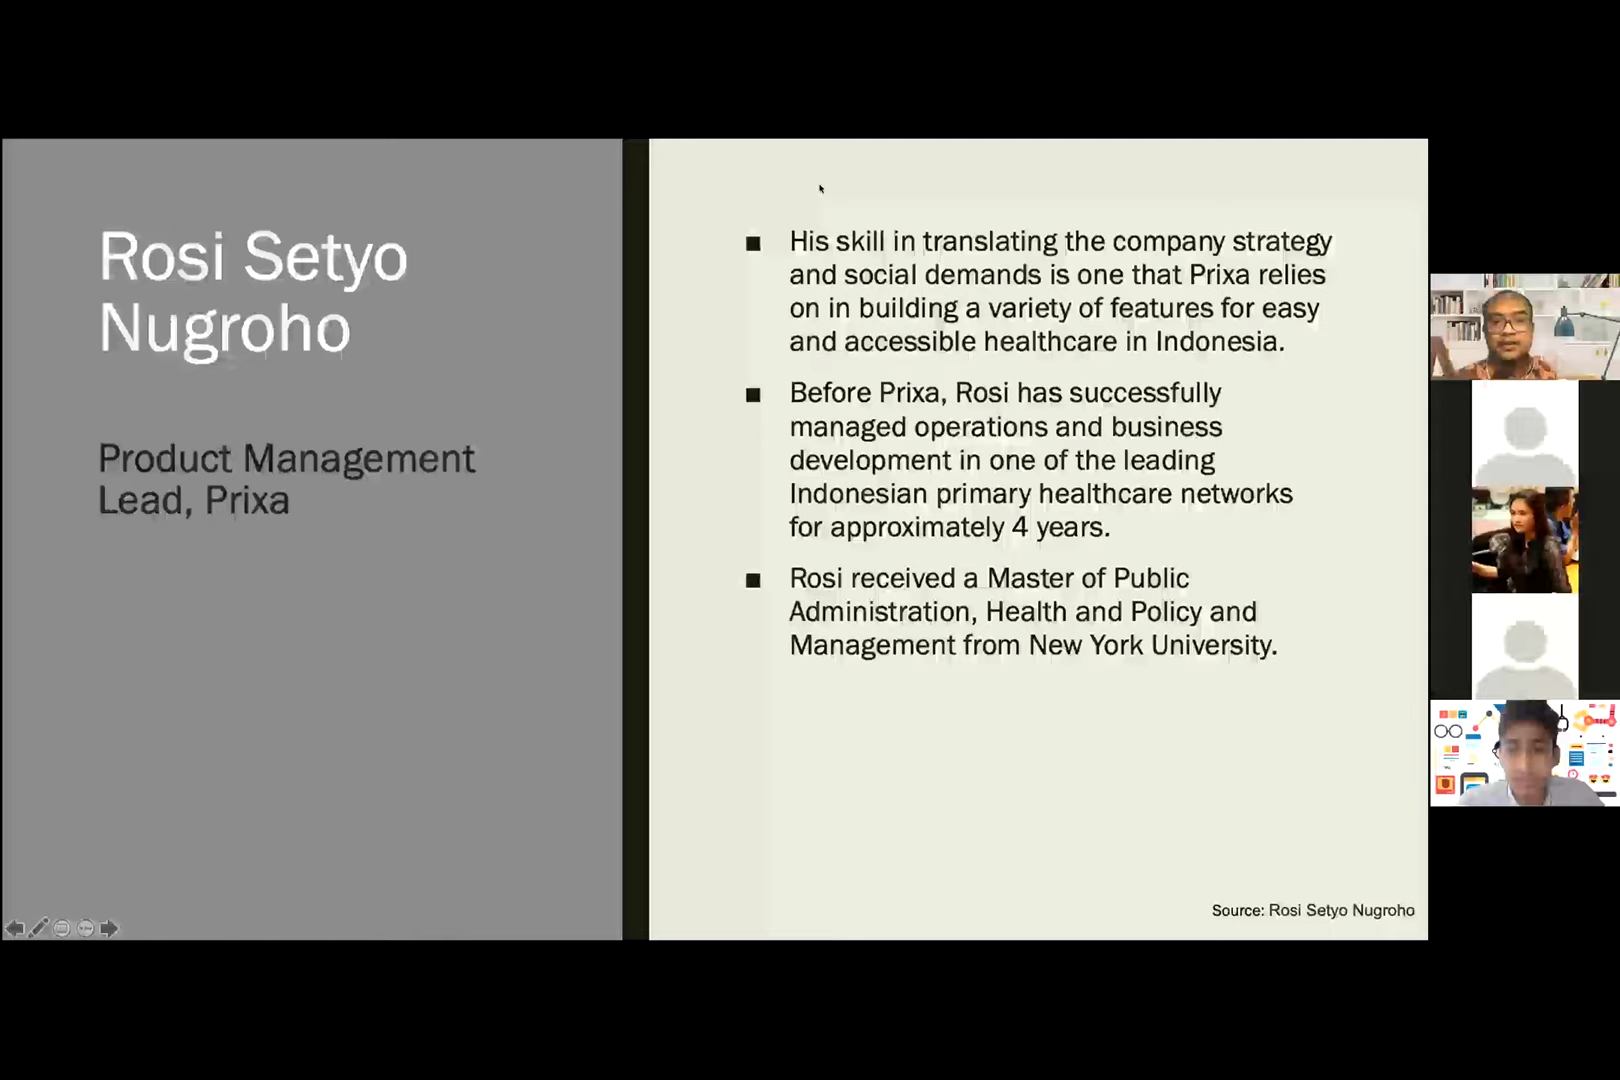 Rosi Setyo
Nugroho
Product Management
Lead, Prixa
■ His skill in translating the company strategy
and social demands is one that Prixa relies
on in building a variety of features for easy
and accessible healthcare in Indonesia.
■ Before Prixa, Rosi has successfully
managed operations and business
development in one of the leading
Indonesian primary healthcare networks
for approximately 4 years.
■ Rosi received a Master of Public
Administration, Health and Policy and
Management from New York University.
Source: Rosi Setyo Nugroho